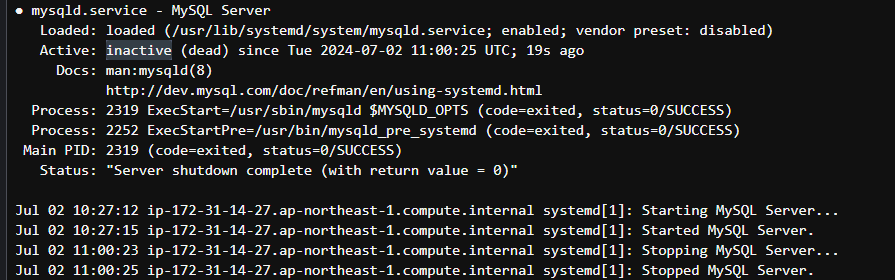 ● mysqld.service - MySQL Server
Loaded: loaded (/usr/lib/systemd/system/mysqld.service; enabled; vendor preset: disabled)
Active: inactive (dead) since Tue 2024-07-02 11:00:25 UTC; 19s ago
Docs: man:mysqld(8)
http://dev.mysql.com/doc/refman/en/using-systemd.html
Process: 2319 ExecStart=/usr/sbin/mysqld $MYSQLD_OPTS (code=exited, status=0/SUCCESS)
Process: 2252 ExecStartPre=/usr/bin/mysqld_pre_systemd (code=exited, status=0/SUCCESS)
Main PID: 2319 (code=exited, status=0/SUCCESS)
Status: "Server shutdown complete (with return value = 0)"
Jul 02 10:27:12 ip-172-31-14-27.ap-northeast-1.compute.internal systemd[1]: Starting MySQL Server...
Jul 02 10:27:15 ip-172-31-14-27.ap-northeast-1.compute.internal systemd[1]: Started MySQL Server.
Jul 02 11:00:23 ip-172-31-14-27.ap-northeast-1.compute.internal systemd[1]: Stopping MySQL Server...
Jul 02 11:00:25 ip-172-31-14-27.ap-northeast-1.compute.internal systemd[1]: Stopped MySQL Server.